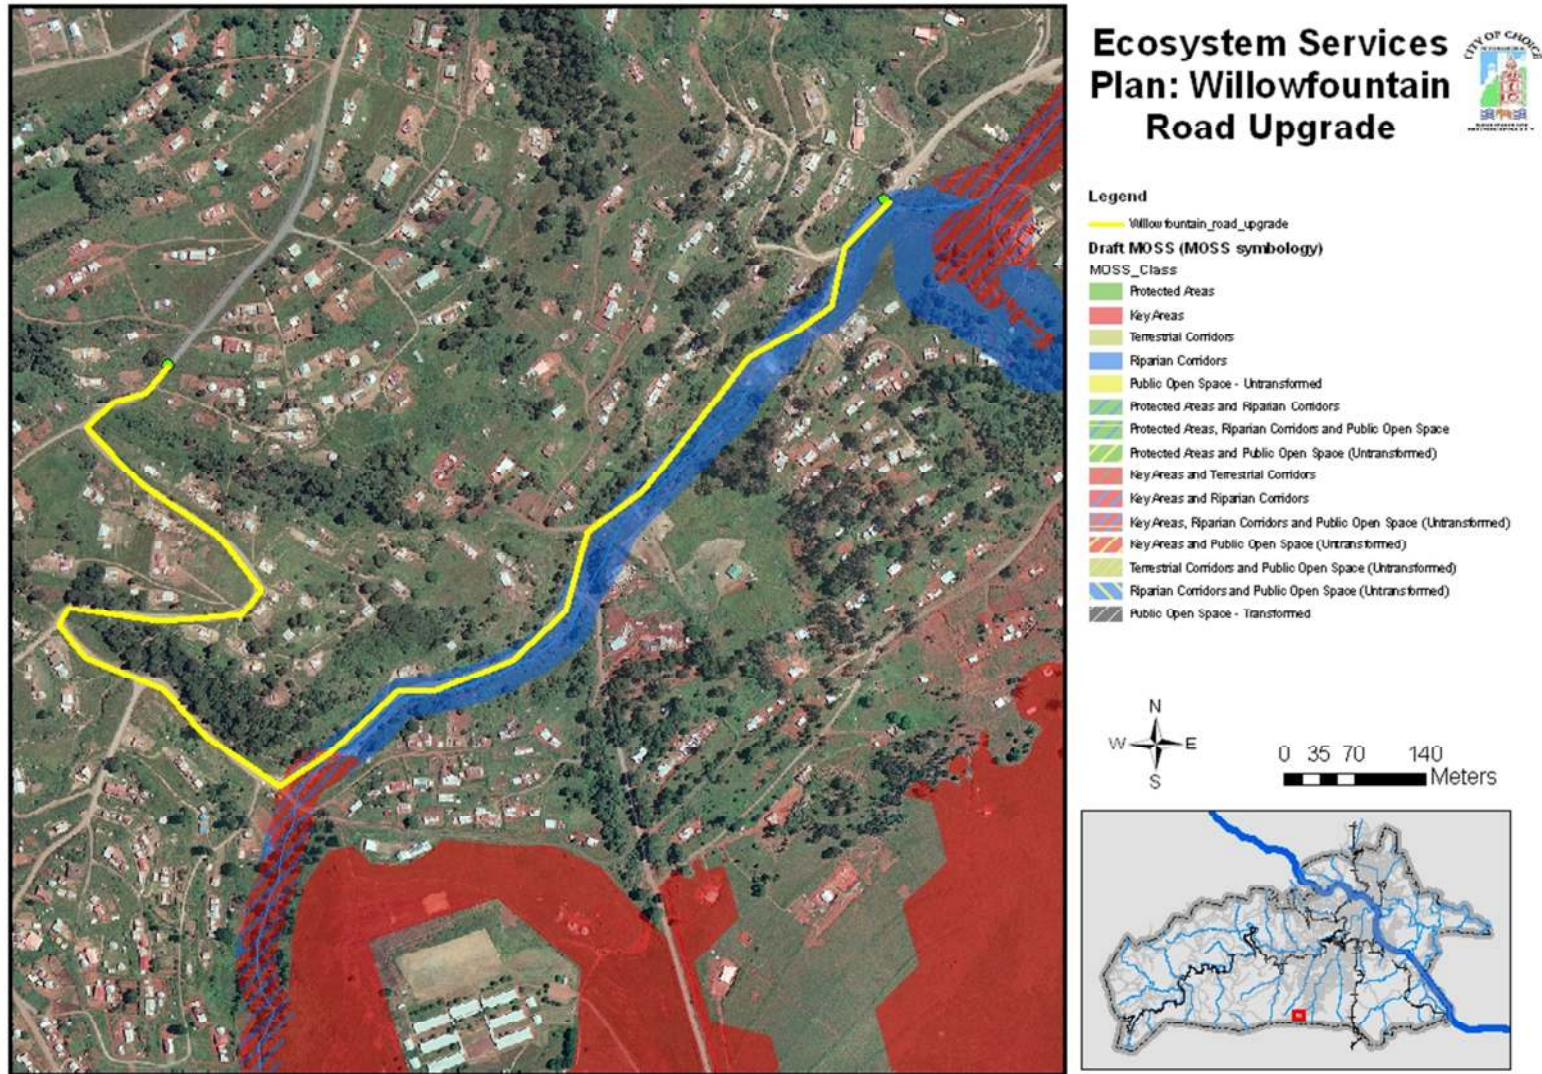 Ecosystem Services
Plan: Willowfountain
Road Upgrade
CITY OF CHOICE
Legend
Willowfountain_road_upgrade
Draft MOSS (MOSS symbology)
MOSS_Class
Protected Areas
Key Areas
Terrestrial Corridors
Riparian Corridors
Public Open Space - Untransformed
Protected Areas and Riparian Corridors
Protected Areas, Riparian Corridors and Public Open Space
Protected Areas and Public Open Space (Untransformed)
Key Areas and Terrestrial Corridors
Key Areas and Riparian Corridors
Key Areas, Riparian Corridors and Public Open Space (Untransformed)
Key Areas and Public Open Space (Untransformed)
Terrestrial Corridors and Public Open Space (Untransformed)
Riparian Corridors and Public Open Space (Untransformed)
Public Open Space - Transformed
N
W E
S
0 35 70 140
Meters